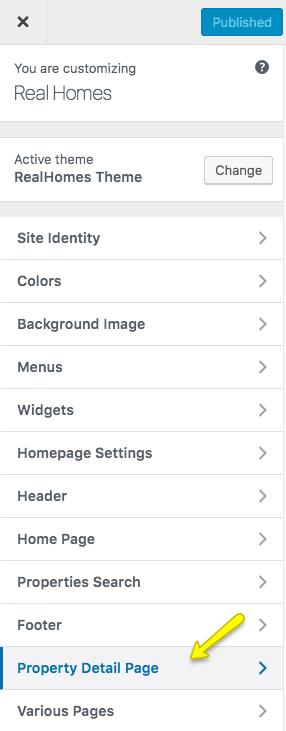 Published
You are customizing
Real Homes
Active theme
RealHomes Theme
Change
Site Identity
Colors
Background Image
Menus
Widgets
Homepage Settings
Header
Home Page
Properties Search
Footer
Property Detail Page
Various Pages